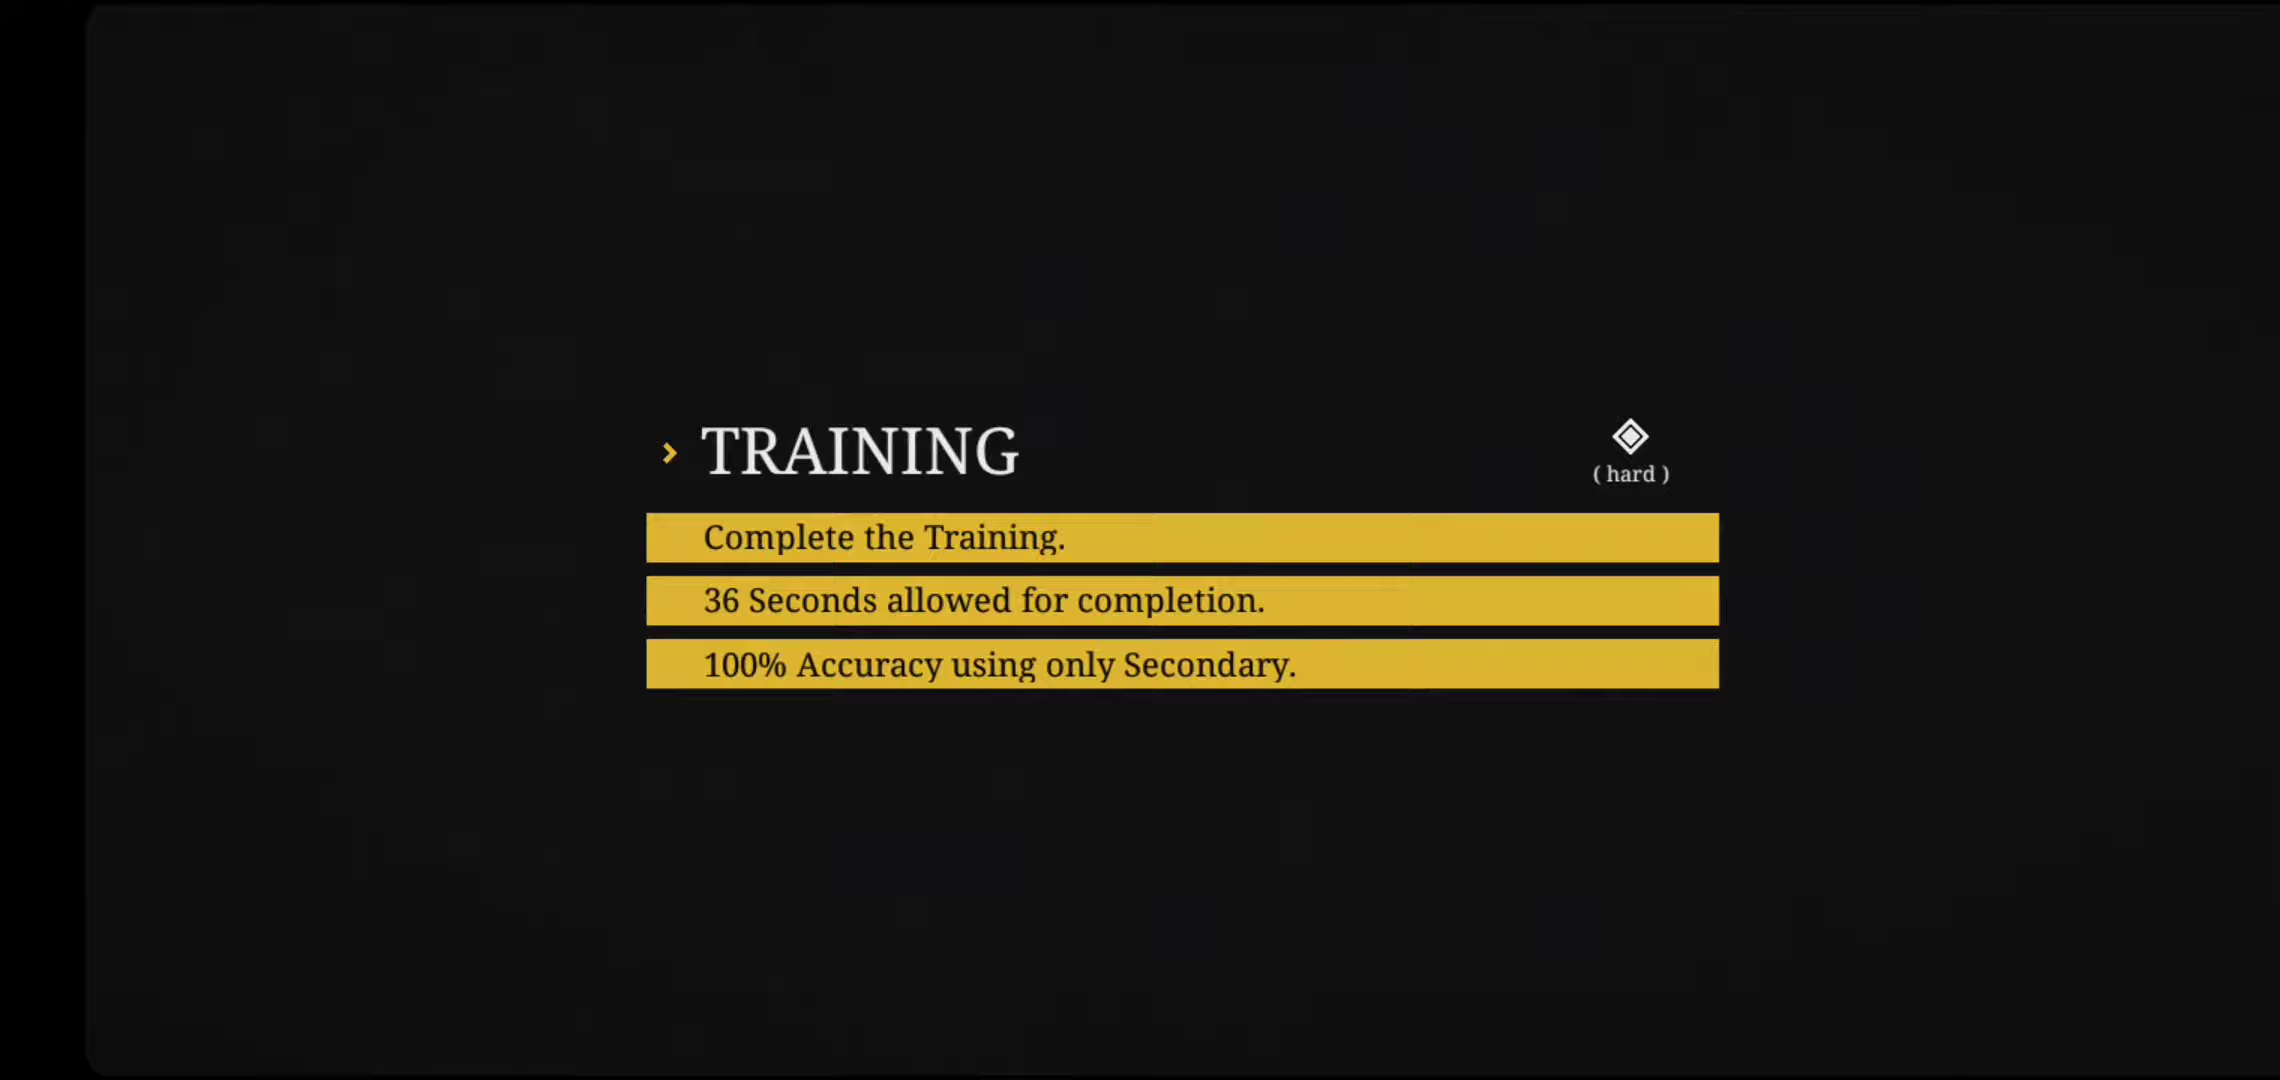 TRAINING
( hard )
Complete the Training.
36 Seconds allowed for completion.
100% Accuracy using only Secondary.